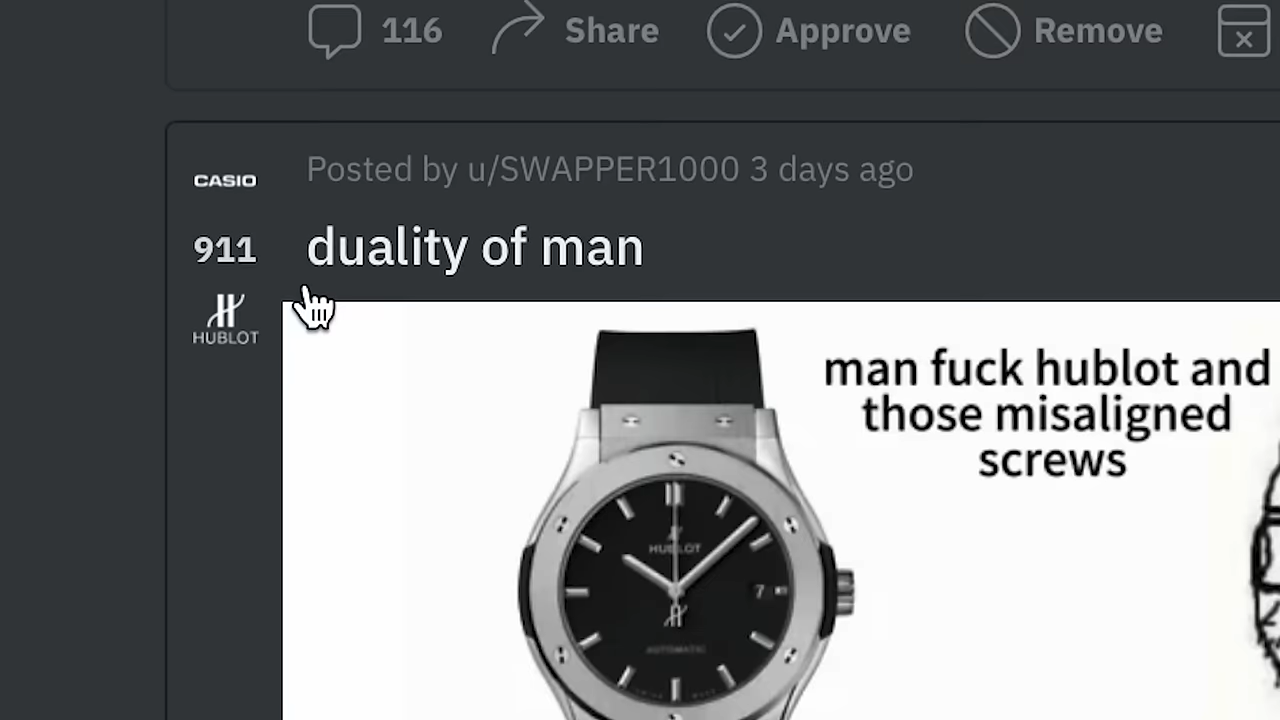 116 Share Approve Remove
Posted by u/SWAPPER1000 3 days ago
CASIO
911 duality of man
HUBLOT
man fuck hublot and
those misaligned
screws
HUBLOT
7
AUTOMATIC